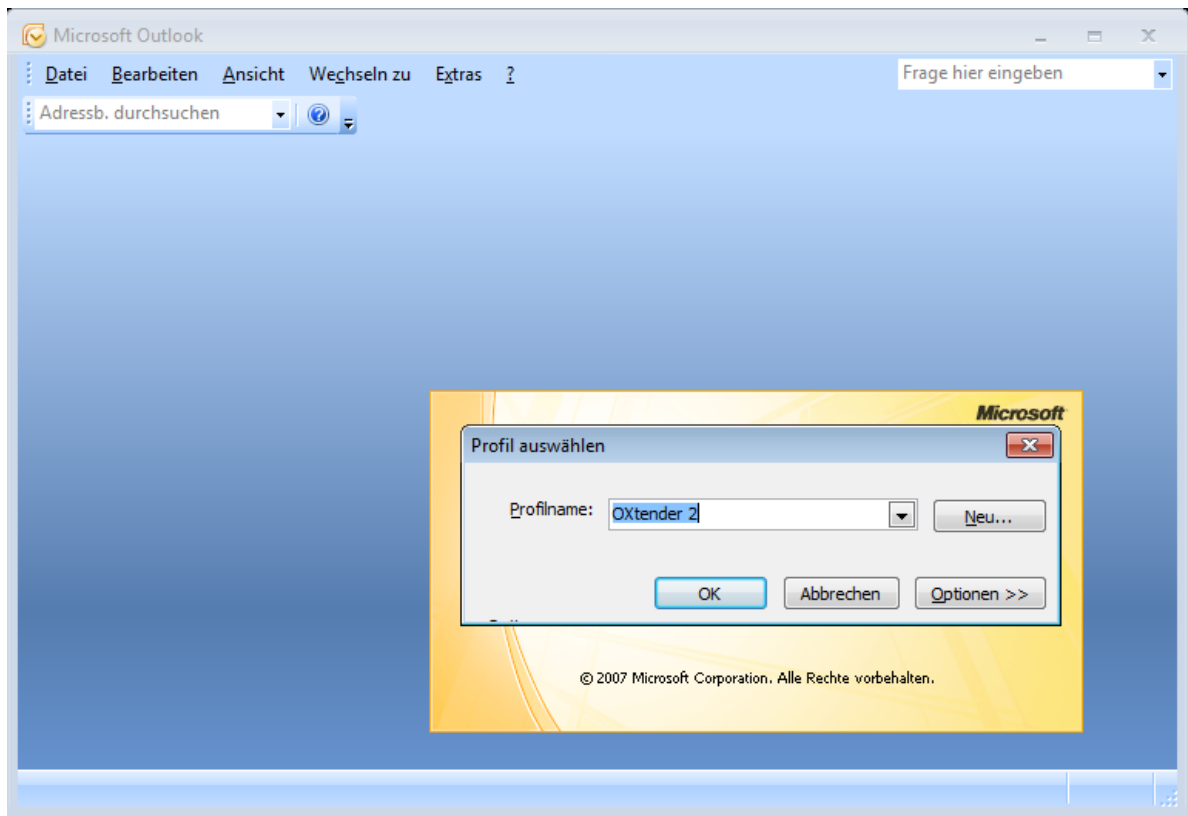 Microsoft Outlook
Datei Bearbeiten Ansicht Wechseln zu Extras ?
Frage hier eingeben
Adressb. durchsuchen
Microsoft
Profil auswählen
Profilname: OXtender 2 Neu...
OK Abbrechen Optionen >>
© 2007 Microsoft Corporation. Alle Rechte vorbehalten.